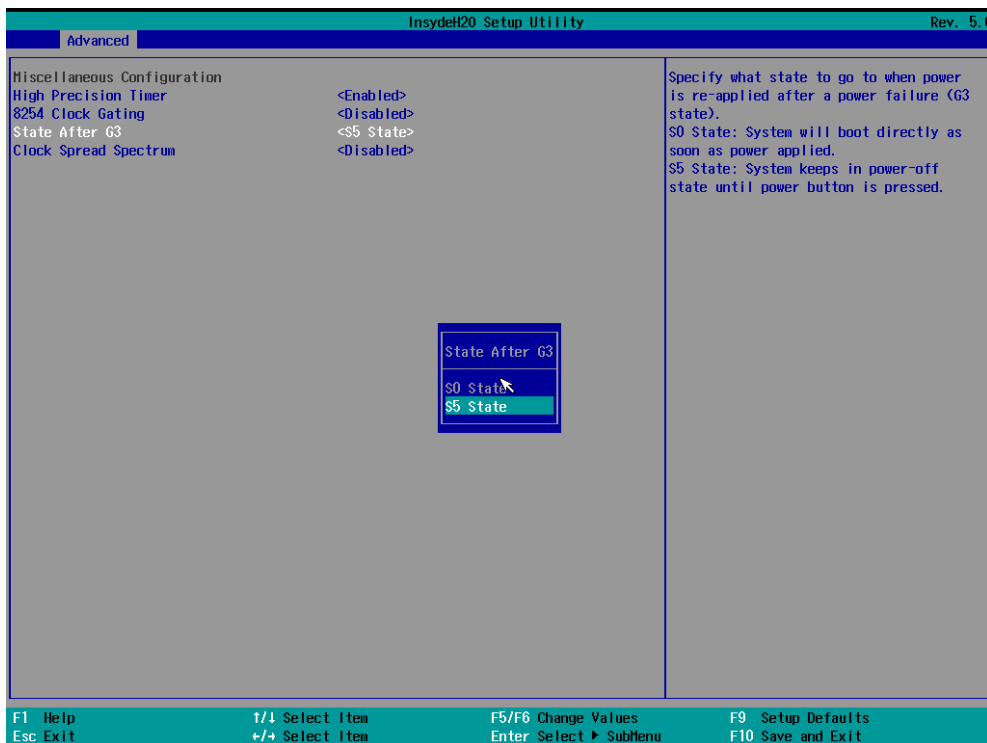 InsydeH2O Setup Utility Rev. 5.
Advanced
Miscellaneous Configuration
High Precision Timer <Enabled>
8254 Clock Gating <Disabled>
State After G3 <S5 State>
Clock Spread Spectrum <Disabled>
Specify what state to go to when power
is re-applied after a power failure (G3
state).
S0 State: System will boot directly as
soon as power applied.
S5 State: System keeps in power-off
state until power button is pressed.
State After G3
S0 State
S5 State
F1 Help ↑/↓ Select Item F5/F6 Change Values F9 Setup Defaults
Esc Exit ←/→ Select Item Enter Select ▶ SubMenu F10 Save and Exit